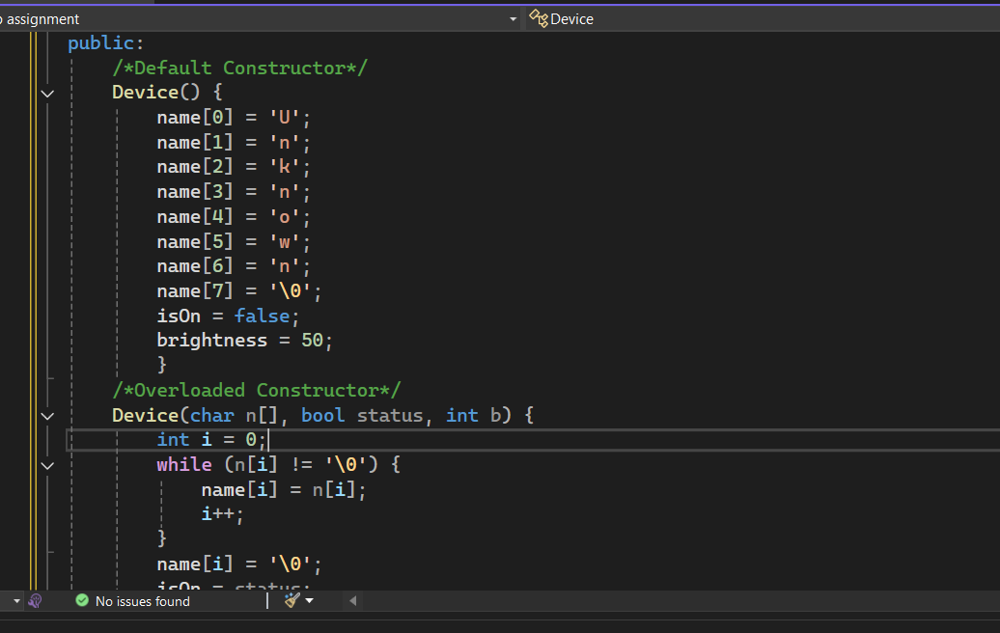 assignment
Device
public:
/*Default Constructor*/
Device() {
name[0] = 'U';
name[1] = 'n';
name[2] = 'k';
name[3] = 'n';
name[4] = 'o';
name[5] = 'w';
name[6] = 'n';
name[7] = '\0';
isOn = false;
brightness = 50;
}
/*Overloaded Constructor*/
Device(char n[], bool status, int b) {
int i = 0;
while (n[i] != '\0') {
name[i] = n[i];
i++;
}
name[i] = '\0';
isOn = status;
No issues found